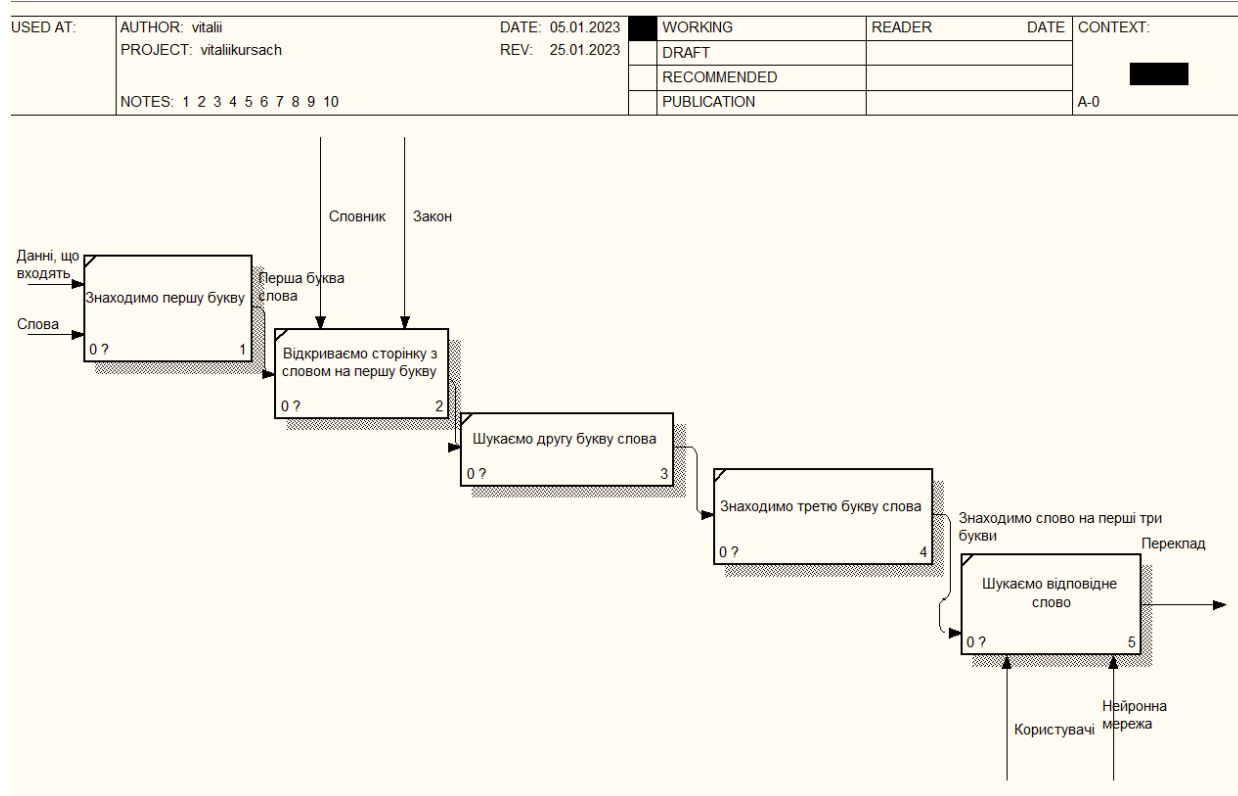 USED AT:
AUTHOR: vitalii
DATE: 05.01.2023
WORKING
READER
DATE
CONTEXT:
PROJECT: vitaliikursach
REV: 25.01.2023
DRAFT
RECOMMENDED
NOTES: 1 2 3 4 5 6 7 8 9 10
PUBLICATION
A-0
Словник
Закон
Данні, що
входять
Слова
Знаходимо першу букву
0 ?
1
Перша буква
слова
Відкриваємо сторінку з
словом на першу букву
0 ?
2
Шукаємо другу букву слова
0 ?
3
Знаходимо третю букву слова
0 ?
4
Знаходимо слово на перші три
букви
Переклад
Шукаємо відповідне
слово
0 ?
5
Користувачі
Нейронна
мережа